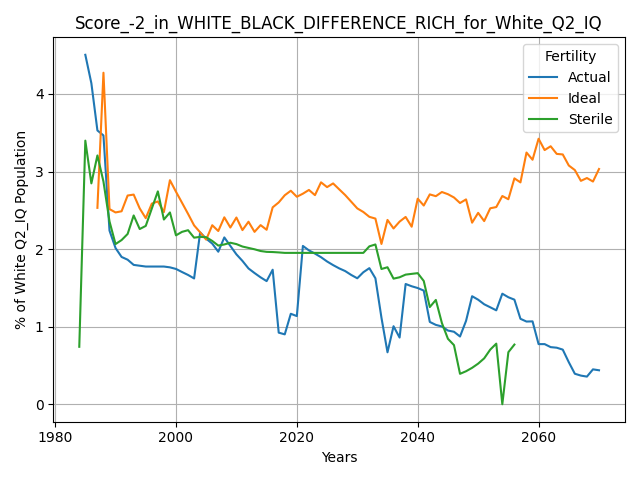 Score_-2_in_WHITE_BLACK_DIFFERENCE_RICH_for_White_Q2_IQ
Fertility
Actual
Ideal
Sterile
% of White Q2_IQ Population
4
3
2
1
0
1980
2000
2020
2040
2060
Years